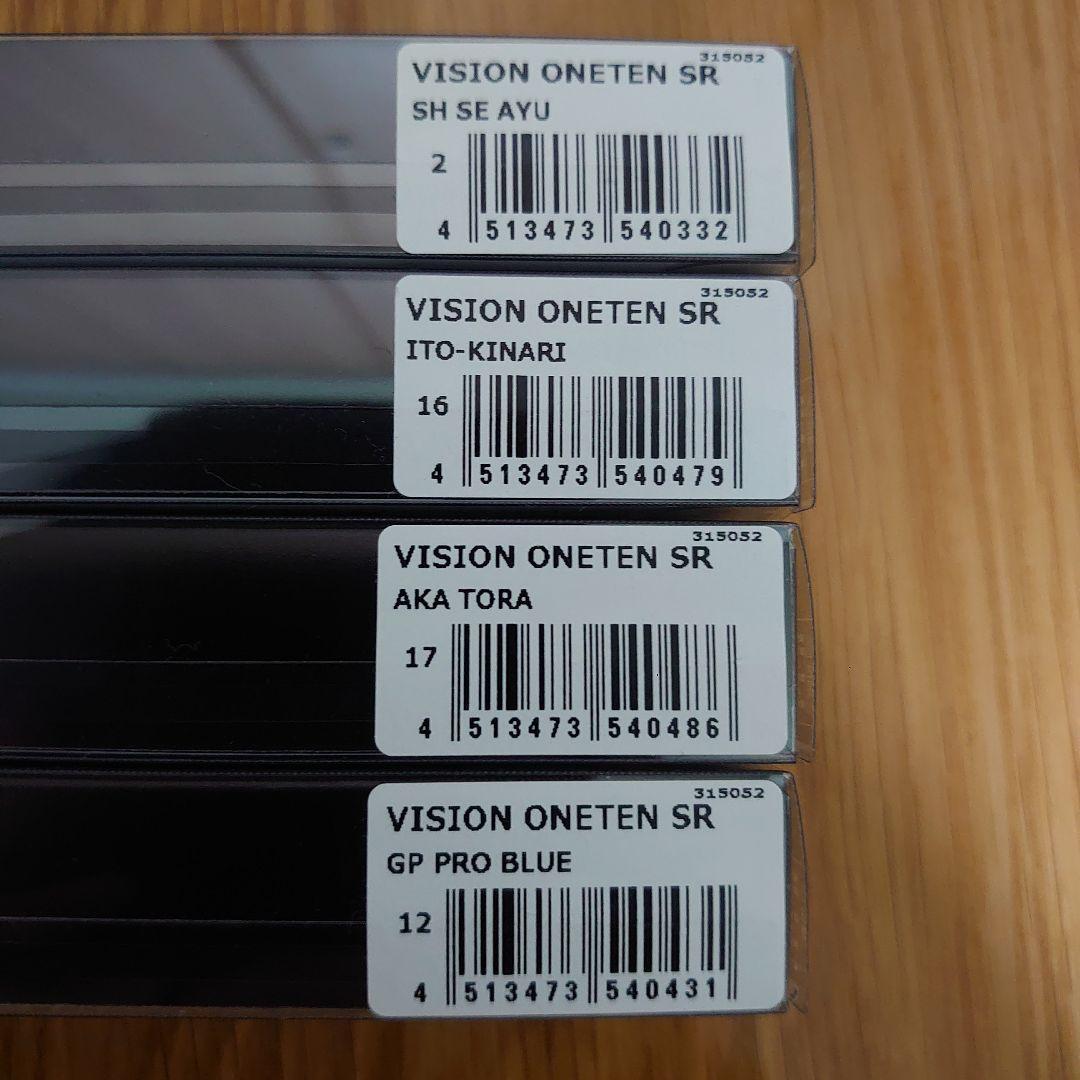 315052
VISION ONETEN SR
SH SE AYU
2
4 513473 540332
315052
VISION ONETEN SR
ITO-KINARI
16
4 513473 540479
315052
VISION ONETEN SR
AKA TORA
17
4 513473 540486
315052
VISION ONETEN SR
GP PRO BLUE
12
4 513473 540431